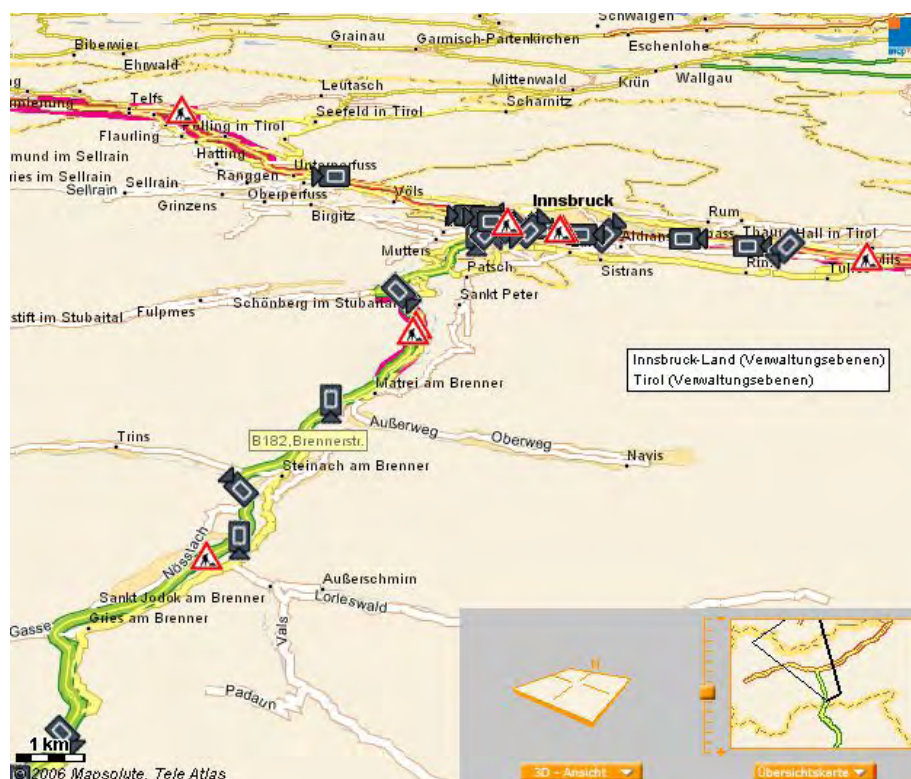 Schwaigen
Grainau
Garmisch-Partenkirchen
Eschenlohe
Biberwier
Ehrwald
Mittenwald
Krün
Wallgau
Leutasch
Telfs
Scharnitz
Seefeld in Tirol
Flaurling
Hatting
Ranggen
Unterperfuss
Sellrain
Sellrain
Oberperfuss
Völs
Grinzens
Birgitz
Innsbruck
Rum
Hall in Tirol
Mutters
Aldrans
Patsch
Sistrans
Sankt Peter
Schönberg im Stubaital
Fulpmes
Innsbruck-Land (Verwaltungsebenen)
Tirol (Verwaltungsebenen)
Matrei am Brenner
Außerweg
Oberweg
Navis
Trins
B182,Brennerstr.
Steinach am Brenner
Nösslach
Außerschmirn
Lorleswald
Sankt Jodok am Brenner
Gries am Brenner
Gasse
Vals
Padaun
N
1 km
© 2006 Mapsolute, Tele Atlas
3D - Ansicht
Übersichtskarte